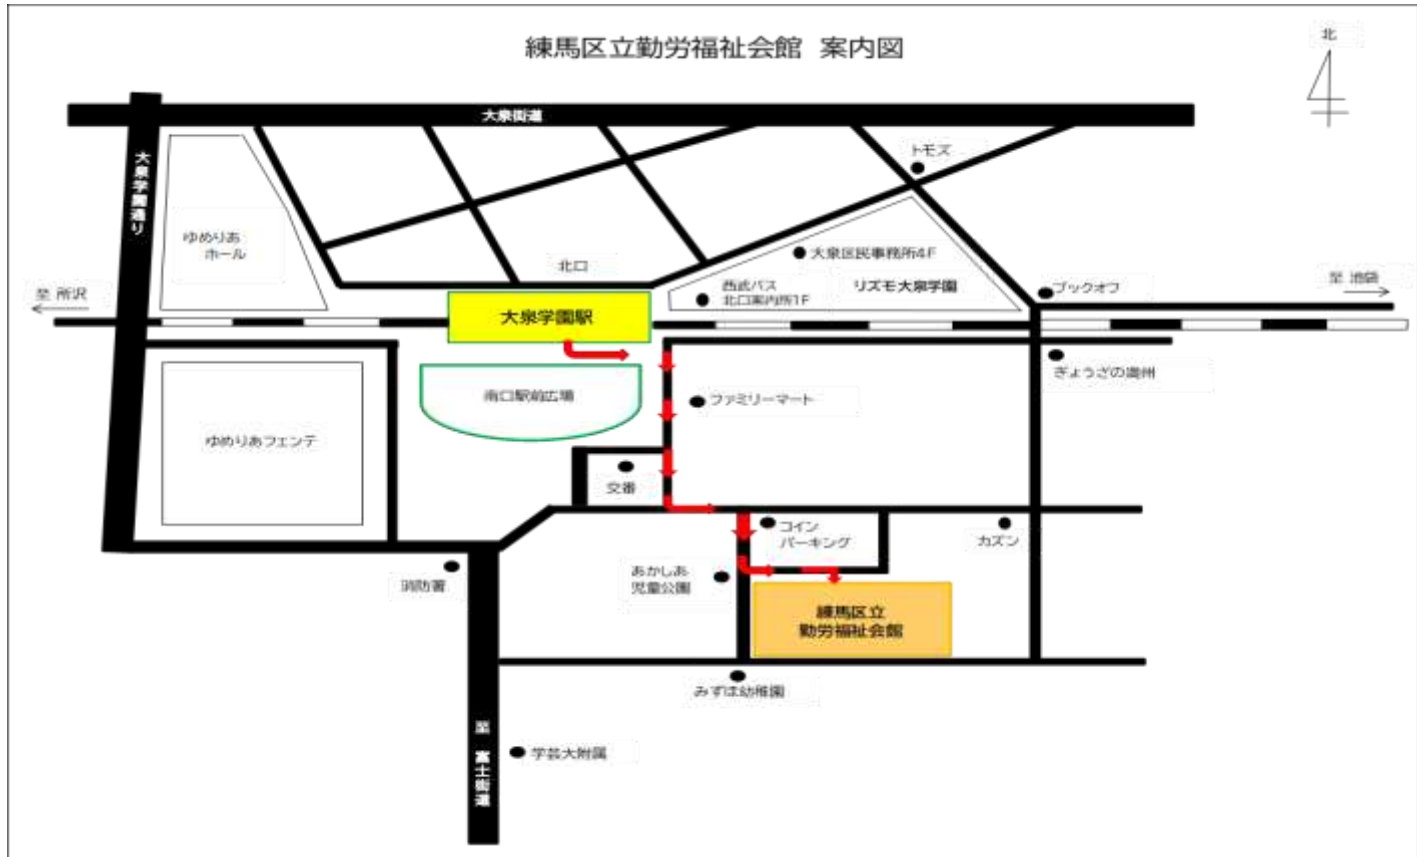 練馬区立勤労福祉会館 案内図
北
大泉街道
大泉学園通り
トモズ
ゆめりあ
ホール
北口
大泉区民事務所4F
西武バス
北口案内所1F
リズモ大泉学園
ブックオフ
至 所沢
至 池袋
大泉学園駅
南口駅前広場
ファミリーマート
ぎょうざの満州
ゆめりあフェンテ
交番
コイン
パーキング
カズン
消防署
あかしあ
児童公園
練馬区立
勤労福祉会館
みずほ幼稚園
至 富士街道
学芸大附属